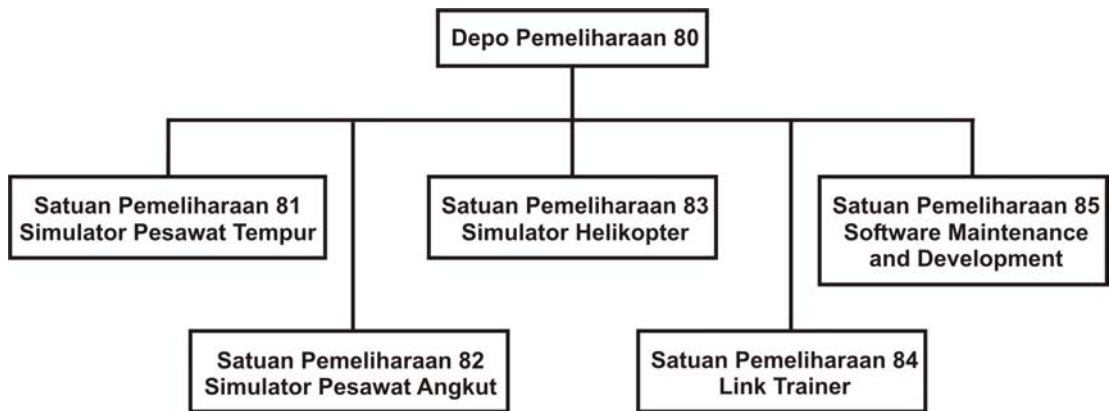 Depo Pemeliharaan 80
Satuan Pemeliharaan 81
Simulator Pesawat Tempur
Satuan Pemeliharaan 83
Simulator Helikopter
Satuan Pemeliharaan 85
Software Maintenance
and Development
Satuan Pemeliharaan 82
Simulator Pesawat Angkut
Satuan Pemeliharaan 84
Link Trainer